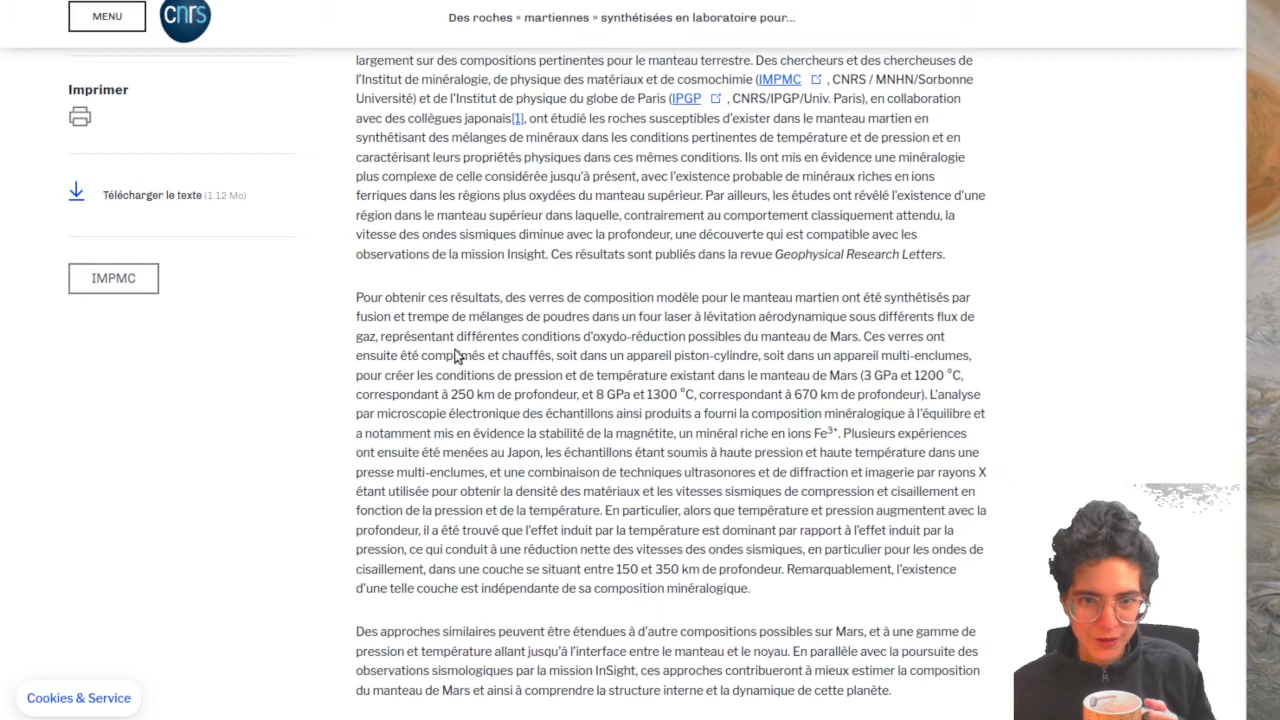 MENU
cnrs
Des roches « martiennes » synthétisées en laboratoire pour...
Imprimer
Télécharger le texte (1.12 Mo)
IMPMC
largement sur des compositions pertinentes pour le manteau terrestre. Des chercheurs et des chercheuses de
l'Institut de minéralogie, de physique des matériaux et de cosmochimie (IMPMC , CNRS / MNHN/Sorbonne
Université) et de l'Institut de physique du globe de Paris (IPGP , CNRS/IPGP/Univ. Paris), en collaboration
avec des collègues japonais[1], ont étudié les roches susceptibles d'exister dans le manteau martien en
synthétisant des mélanges de minéraux dans les conditions pertinentes de température et de pression et en
caractérisant leurs propriétés physiques dans ces mêmes conditions. Ils ont mis en évidence une minéralogie
plus complexe de celle considérée jusqu'à présent, avec l'existence probable de minéraux riches en ions
ferriques dans les régions plus oxydées du manteau supérieur. Par ailleurs, les études ont révélé l'existence d'une
région dans le manteau supérieur dans laquelle, contrairement au comportement classiquement attendu, la
vitesse des ondes sismiques diminue avec la profondeur, une découverte qui est compatible avec les
observations de la mission Insight. Ces résultats sont publiés dans la revue Geophysical Research Letters.
Pour obtenir ces résultats, des verres de composition modèle pour le manteau martien ont été synthétisés par
fusion et trempe de mélanges de poudres dans un four laser à lévitation aérodynamique sous différents flux de
gaz, représentant différentes conditions d'oxydo-réduction possibles du manteau de Mars. Ces verres ont
ensuite été comprimés et chauffés, soit dans un appareil piston-cylindre, soit dans un appareil multi-enclumes,
pour créer les conditions de pression et de température existant dans le manteau de Mars (3 GPa et 1200 °C,
correspondant à 250 km de profondeur, et 8 GPa et 1300 °C, correspondant à 670 km de profondeur). L'analyse
par microscopie électronique des échantillons ainsi produits a fourni la composition minéralogique à l'équilibre et
a notamment mis en évidence la stabilité de la magnétite, un minéral riche en ions Fe³⁺. Plusieurs expériences
ont ensuite été menées au Japon, les échantillons étant soumis à haute pression et haute température dans une
presse multi-enclumes, et une combinaison de techniques ultrasonores et de diffraction et imagerie par rayons X
étant utilisée pour obtenir la densité des matériaux et les vitesses sismiques de compression et cisaillement en
fonction de la pression et de la température. En particulier, alors que température et pression augmentent avec la
profondeur, il a été trouvé que l'effet induit par la température est dominant par rapport à l'effet induit par la
pression, ce qui conduit à une réduction nette des vitesses des ondes sismiques, en particulier pour les ondes de
cisaillement, dans une couche se situant entre 150 et 350 km de profondeur. Remarquablement, l'existence
d'une telle couche est indépendante de sa composition minéralogique.
Des approches similaires peuvent être étendues à d'autre compositions possibles sur Mars, et à une gamme de
pression et température allant jusqu'à l'interface entre le manteau et le noyau. En parallèle avec la poursuite des
observations sismologiques par la mission InSight, ces approches contribueront à mieux estimer la composition
du manteau de Mars et ainsi à comprendre la structure interne et la dynamique de cette planète.
Cookies & Service